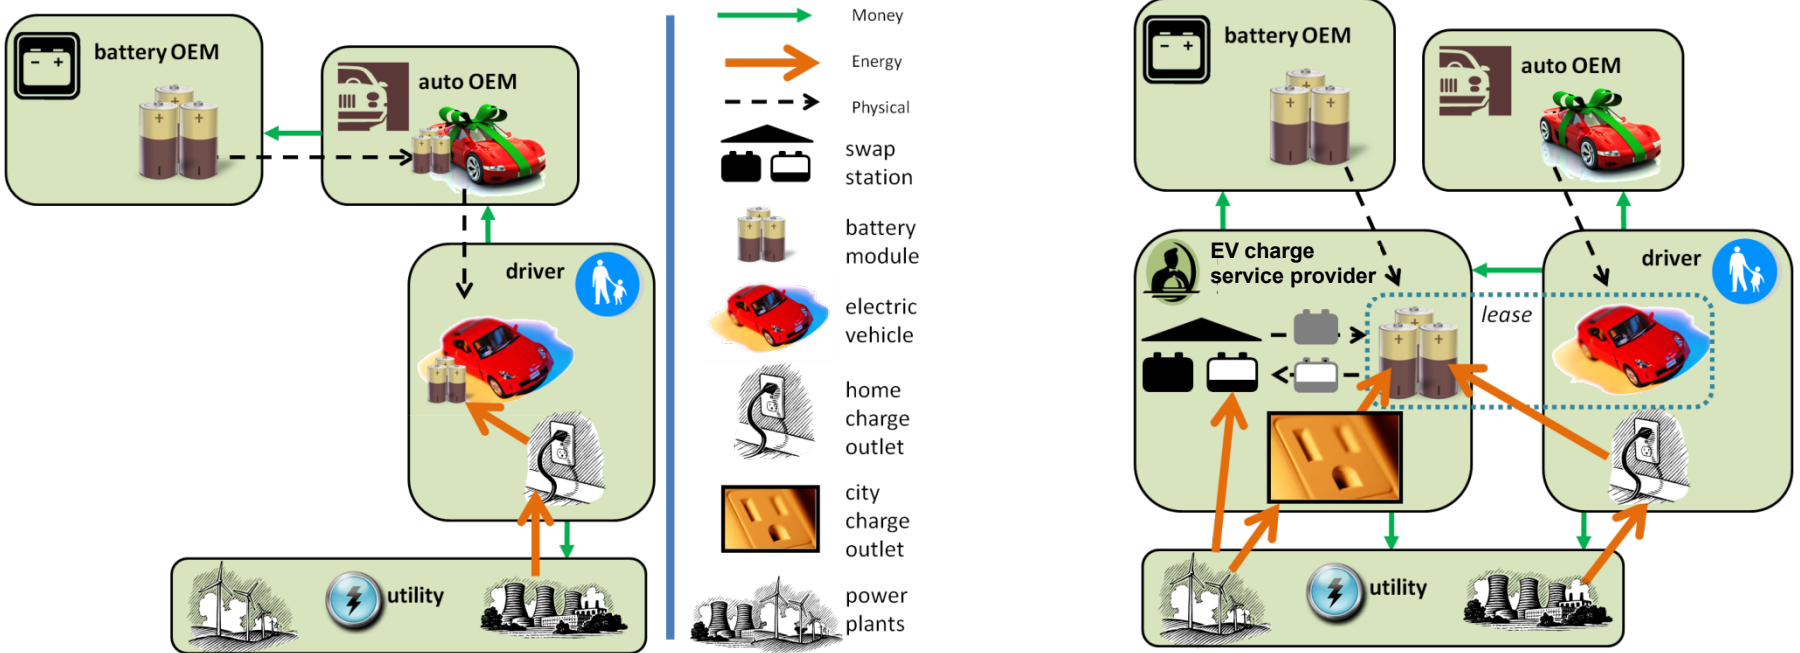 battery OEM
auto OEM
driver
utility
Money
Energy
Physical
swap
station
battery
module
electric
vehicle
home
charge
outlet
city
charge
outlet
power
plants
battery OEM
auto OEM
EV charge
service provider
driver
lease
utility